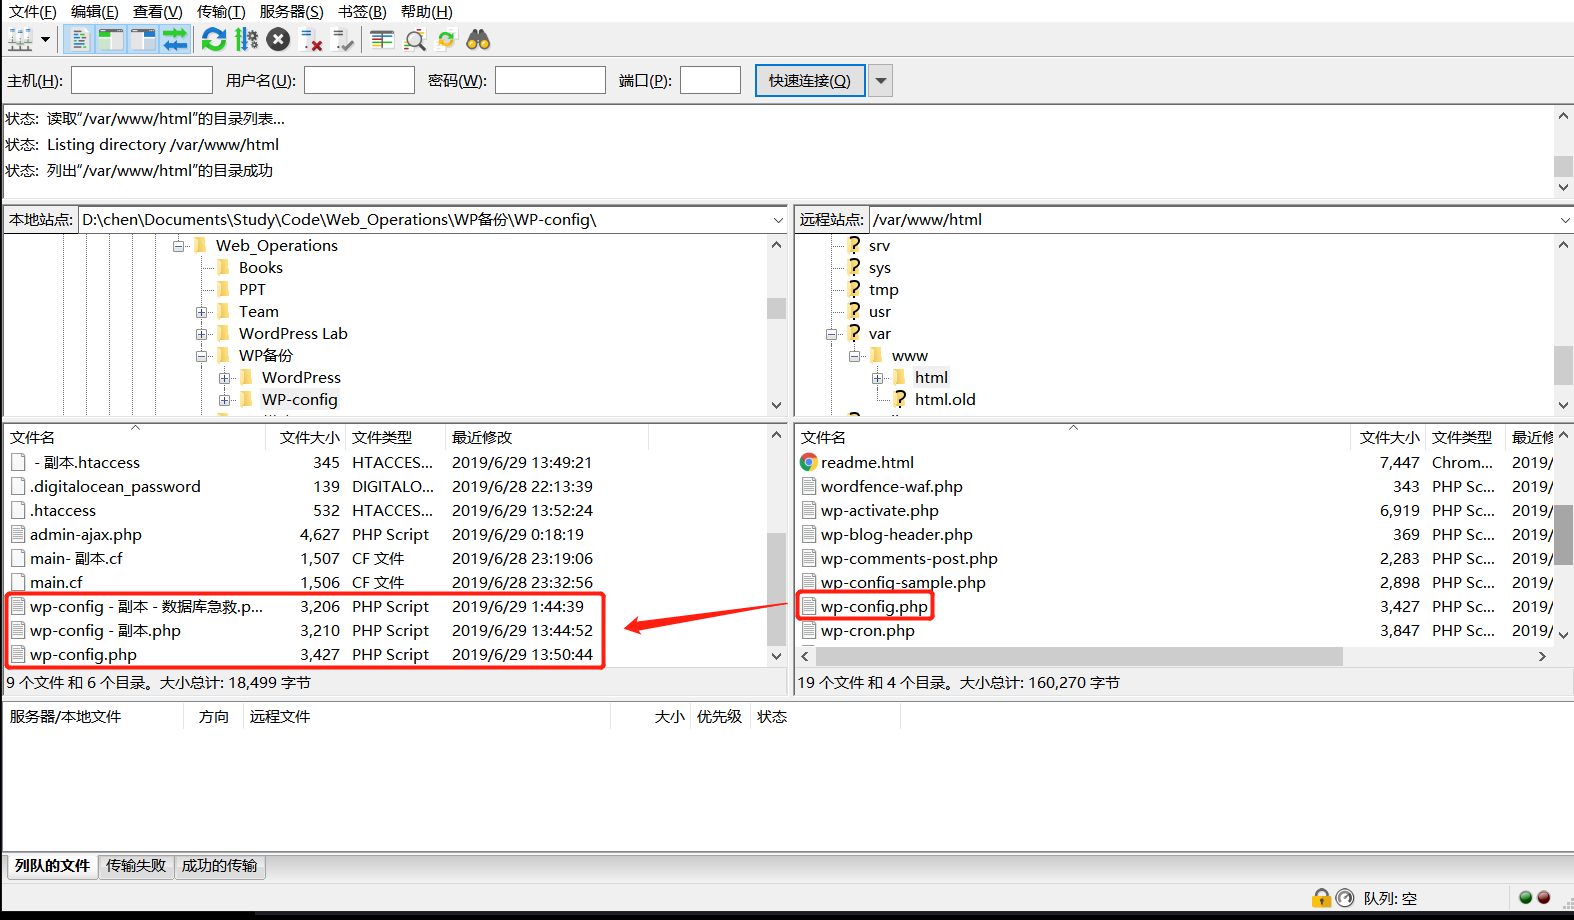 文件(F) 编辑(E) 查看(V) 传输(T) 服务器(S) 书签(B) 帮助(H)
主机(H): 用户名(U): 密码(W): 端口(P): 快速连接(Q)
状态: 读取“/var/www/html”的目录列表...
状态: Listing directory /var/www/html
状态: 列出“/var/www/html”的目录成功
本地站点: D:\chen\Documents\Study\Code\Web_Operations\WP备份\WP-config\
Web_Operations
Books
PPT
Team
WordPress Lab
WP备份
WordPress
WP-config
远程站点: /var/www/html
srv
sys
tmp
usr
var
www
html
html.old
文件名 文件大小 文件类型 最近修改
- 副本.htaccess 345 HTACCES... 2019/6/29 13:49:21
.digitalocean_password 139 DIGITALO... 2019/6/28 22:13:39
.htaccess 532 HTACCES... 2019/6/29 13:52:24
admin-ajax.php 4,627 PHP Script 2019/6/29 0:18:19
main- 副本.cf 1,507 CF 文件 2019/6/28 23:19:06
main.cf 1,506 CF 文件 2019/6/28 23:32:56
wp-config - 副本 - 数据库急救.p... 3,206 PHP Script 2019/6/29 1:44:39
wp-config - 副本.php 3,210 PHP Script 2019/6/29 13:44:52
wp-config.php 3,427 PHP Script 2019/6/29 13:50:44
9 个文件 和 6 个目录。大小总计: 18,499 字节
文件名 文件大小 文件类型 最近修
readme.html 7,447 Chrom... 2019/
wordfence-waf.php 343 PHP Sc... 2019/
wp-activate.php 6,919 PHP Sc... 2019/
wp-blog-header.php 369 PHP Sc... 2019/
wp-comments-post.php 2,283 PHP Sc... 2019/
wp-config-sample.php 2,898 PHP Sc... 2019/
wp-config.php 3,427 PHP Sc... 2019/
wp-cron.php 3,847 PHP Sc... 2019/
19 个文件 和 4 个目录。大小总计: 160,270 字节
服务器/本地文件 方向 远程文件 大小 优先级 状态
列队的文件 传输失败 成功的传输
队列: 空